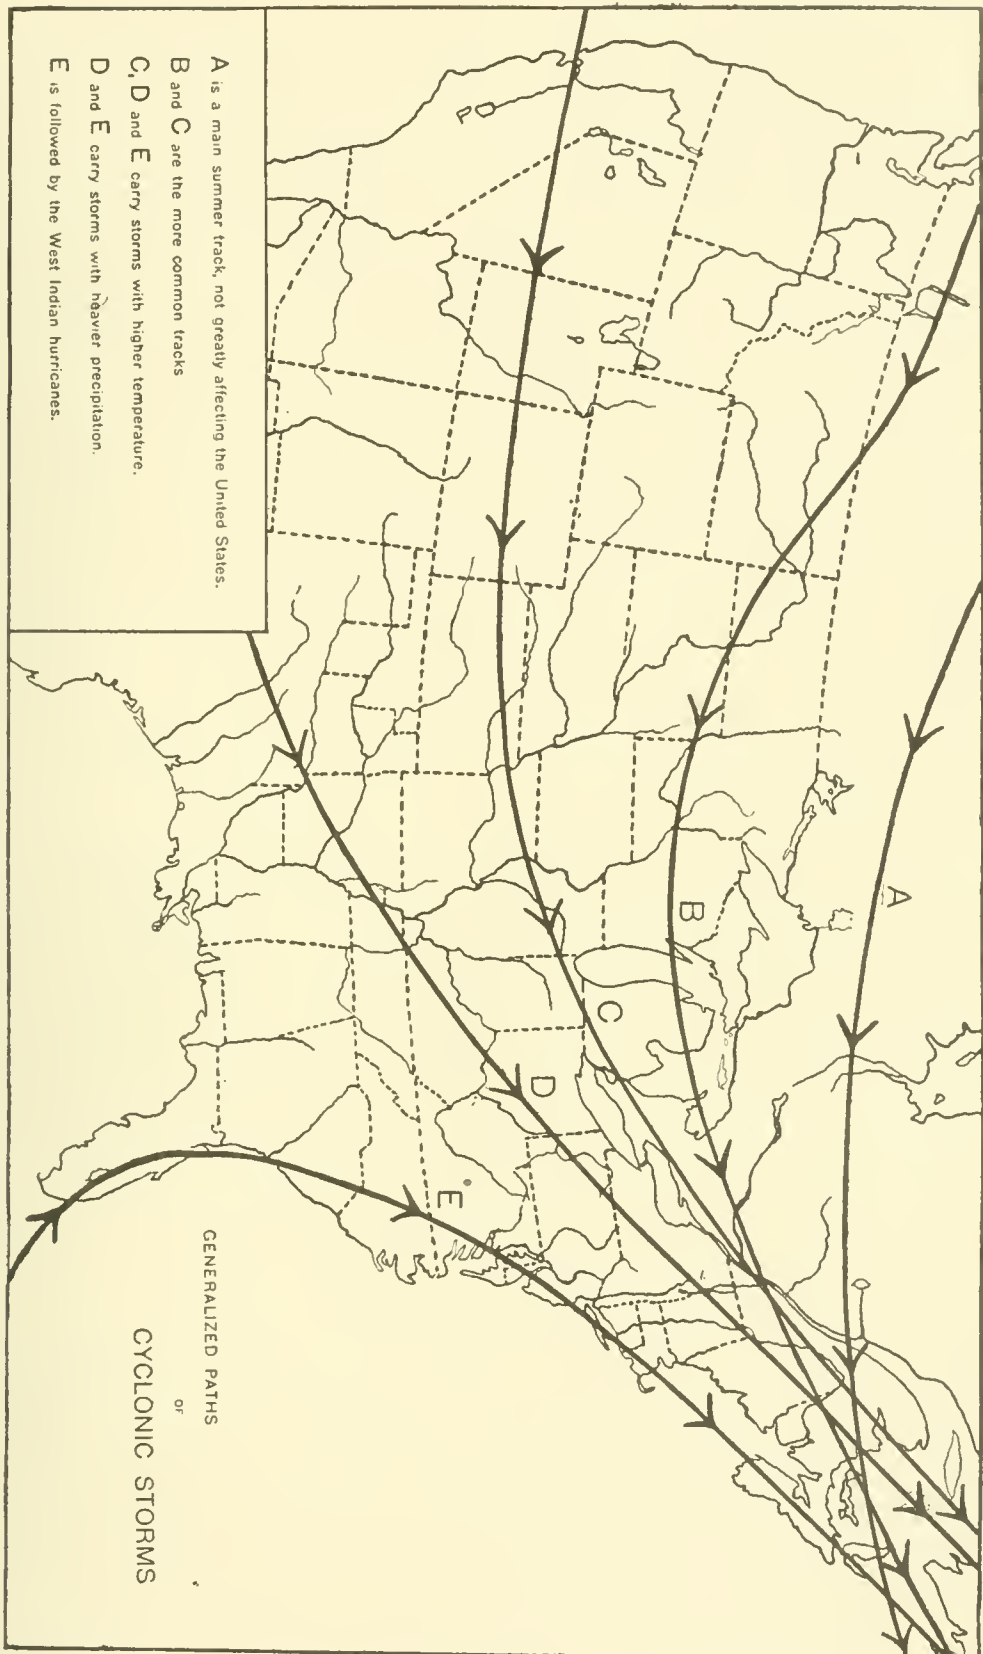 A is a main summer track, not greatly affecting the United States.
B and C are the more common tracks
C, D and E carry storms with higher temperature.
D and E carry storms with heavier precipitation.
E is followed by the West Indian hurricanes.
A
B
C
D
E
GENERALIZED PATHS
OF
CYCLONIC STORMS